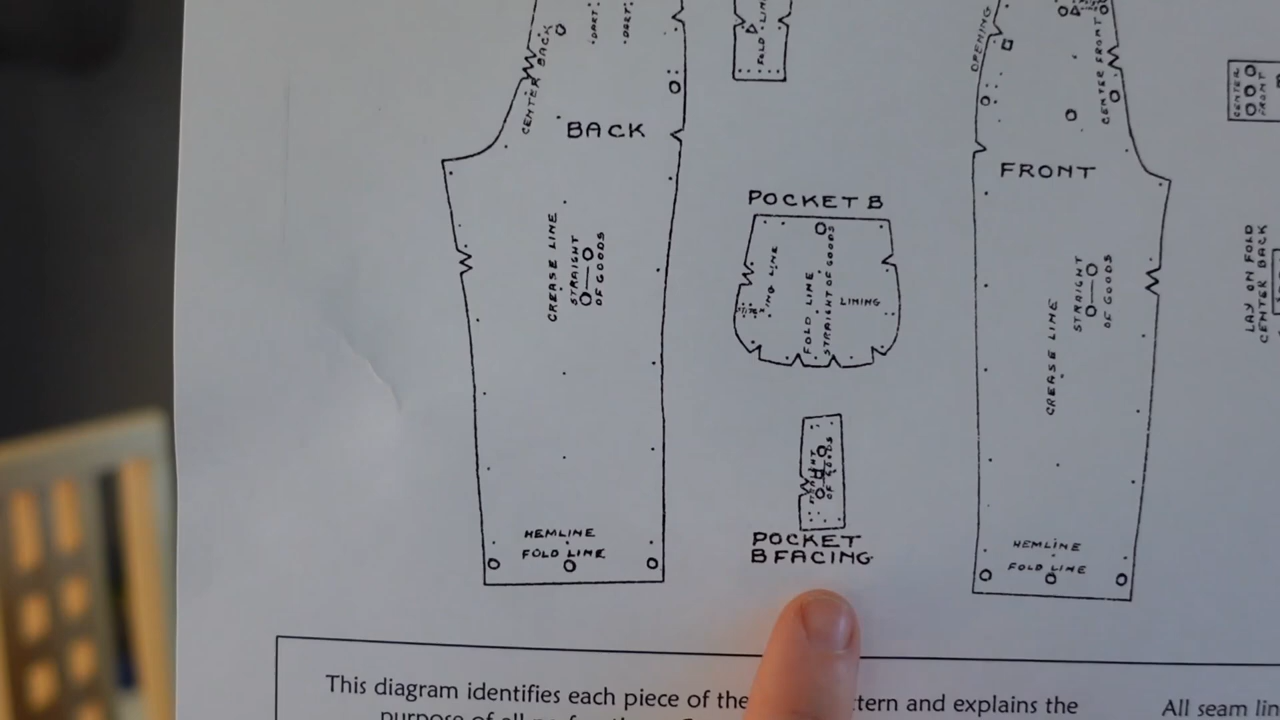 CENTER BACK
DART
DART
FOLD LINE
BACK
CREASE LINE
STRAIGHT
OF GOODS
HEMLINE
FOLD LINE
POCKET B
FOLD LINE
STRAIGHT OF GOODS
LINING
OF GOODS
POCKET
B FACING
OPENING
CENTER FRONT
FRONT
CREASE LINE
STRAIGHT
OF GOODS
HEMLINE
FOLD LINE
CENTER
FRONT
LAY ON FOLD
CENTER BACK
This diagram identifies each piece of the and explains the
All seam